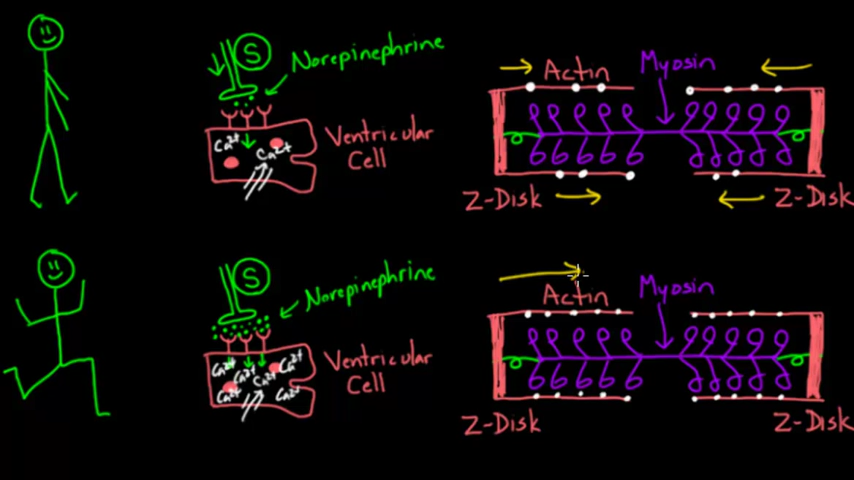 S
Norepinephrine
Ca2+
Ca2+
Ventricular
Cell
Actin
Myosin
Z-Disk
Z-Disk
S
Norepinephrine
Ca2+
Ca2+
Ca2+
Ca2+
Ca2+
Ca2+
Ventricular
Cell
Actin
Myosin
Z-Disk
Z-Disk